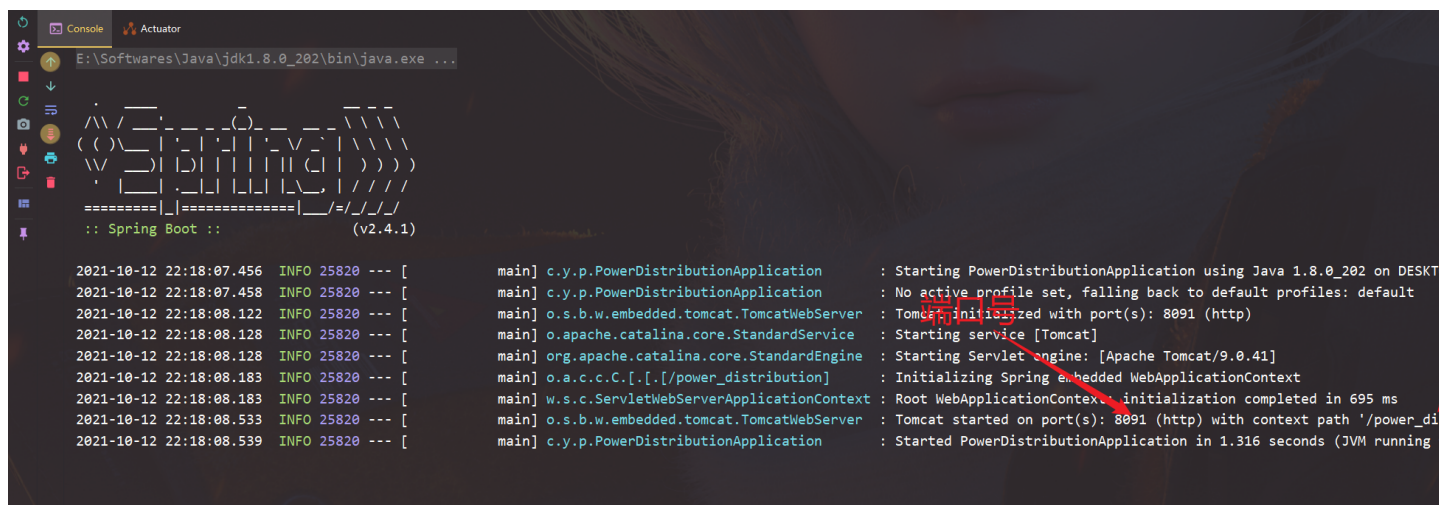 Console Actuator
E:\Softwares\Java\jdk1.8.0_202\bin\java.exe ...
  .   ____          _            __ _ _
 /\\ / ___'_ __ _ _(_)_ __  __ _ \ \ \ \
( ( )\___ | '_ | '_| | '_ \/ _` | \ \ \ \
 \\/  ___)| |_)| | | | | || (_| |  ) ) ) )
  '  |____| .__|_| |_|_| |_\__, | / / / /
 =========|_|==============|___/=/_/_/_/
 :: Spring Boot ::                (v2.4.1)
2021-10-12 22:18:07.456  INFO 25820 --- [           main] c.y.p.PowerDistributionApplication       : Starting PowerDistributionApplication using Java 1.8.0_202 on DESKT
2021-10-12 22:18:07.458  INFO 25820 --- [           main] c.y.p.PowerDistributionApplication       : No active profile set, falling back to default profiles: default
端口号
2021-10-12 22:18:08.122  INFO 25820 --- [           main] o.s.b.w.embedded.tomcat.TomcatWebServer  : Tomcat initialized with port(s): 8091 (http)
2021-10-12 22:18:08.128  INFO 25820 --- [           main] o.apache.catalina.core.StandardService   : Starting service [Tomcat]
2021-10-12 22:18:08.128  INFO 25820 --- [           main] org.apache.catalina.core.StandardEngine  : Starting Servlet engine: [Apache Tomcat/9.0.41]
2021-10-12 22:18:08.183  INFO 25820 --- [           main] o.a.c.c.C.[.[.[/power_distribution]      : Initializing Spring embedded WebApplicationContext
2021-10-12 22:18:08.183  INFO 25820 --- [           main] w.s.c.ServletWebServerApplicationContext : Root WebApplicationContext: initialization completed in 695 ms
2021-10-12 22:18:08.533  INFO 25820 --- [           main] o.s.b.w.embedded.tomcat.TomcatWebServer  : Tomcat started on port(s): 8091 (http) with context path '/power_di
2021-10-12 22:18:08.539  INFO 25820 --- [           main] c.y.p.PowerDistributionApplication       : Started PowerDistributionApplication in 1.316 seconds (JVM running